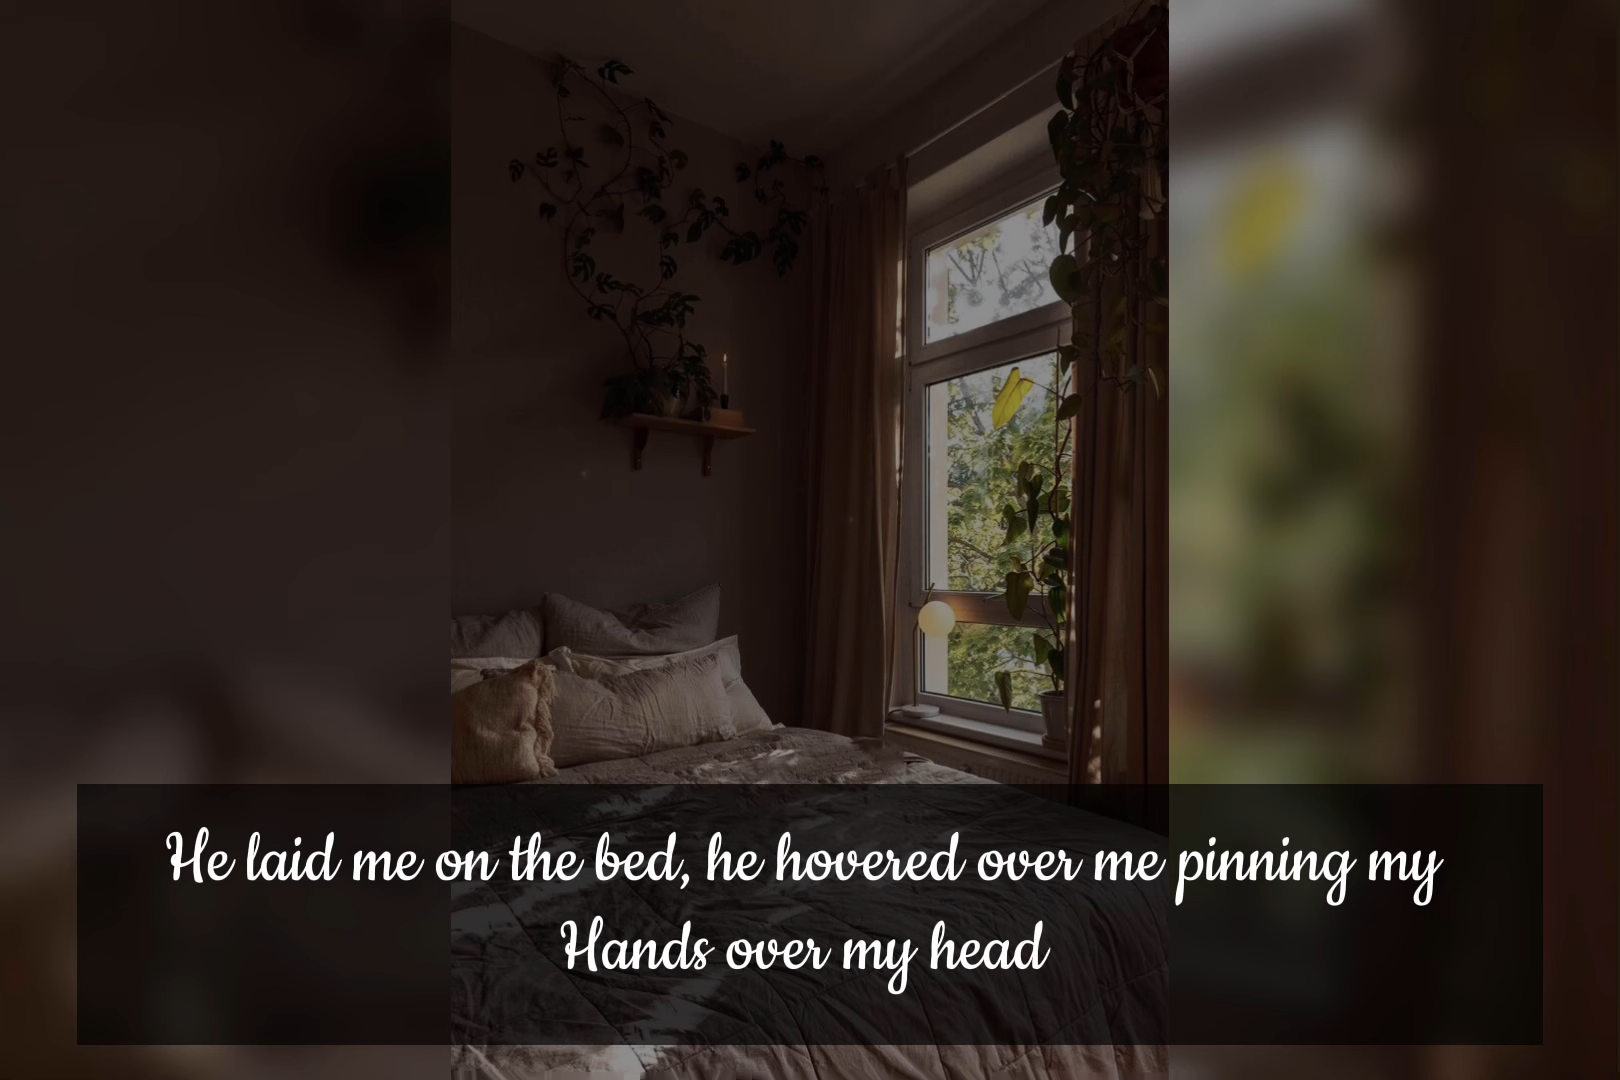 He laid me on the bed, he hovered over me pinning my
Hands over my head